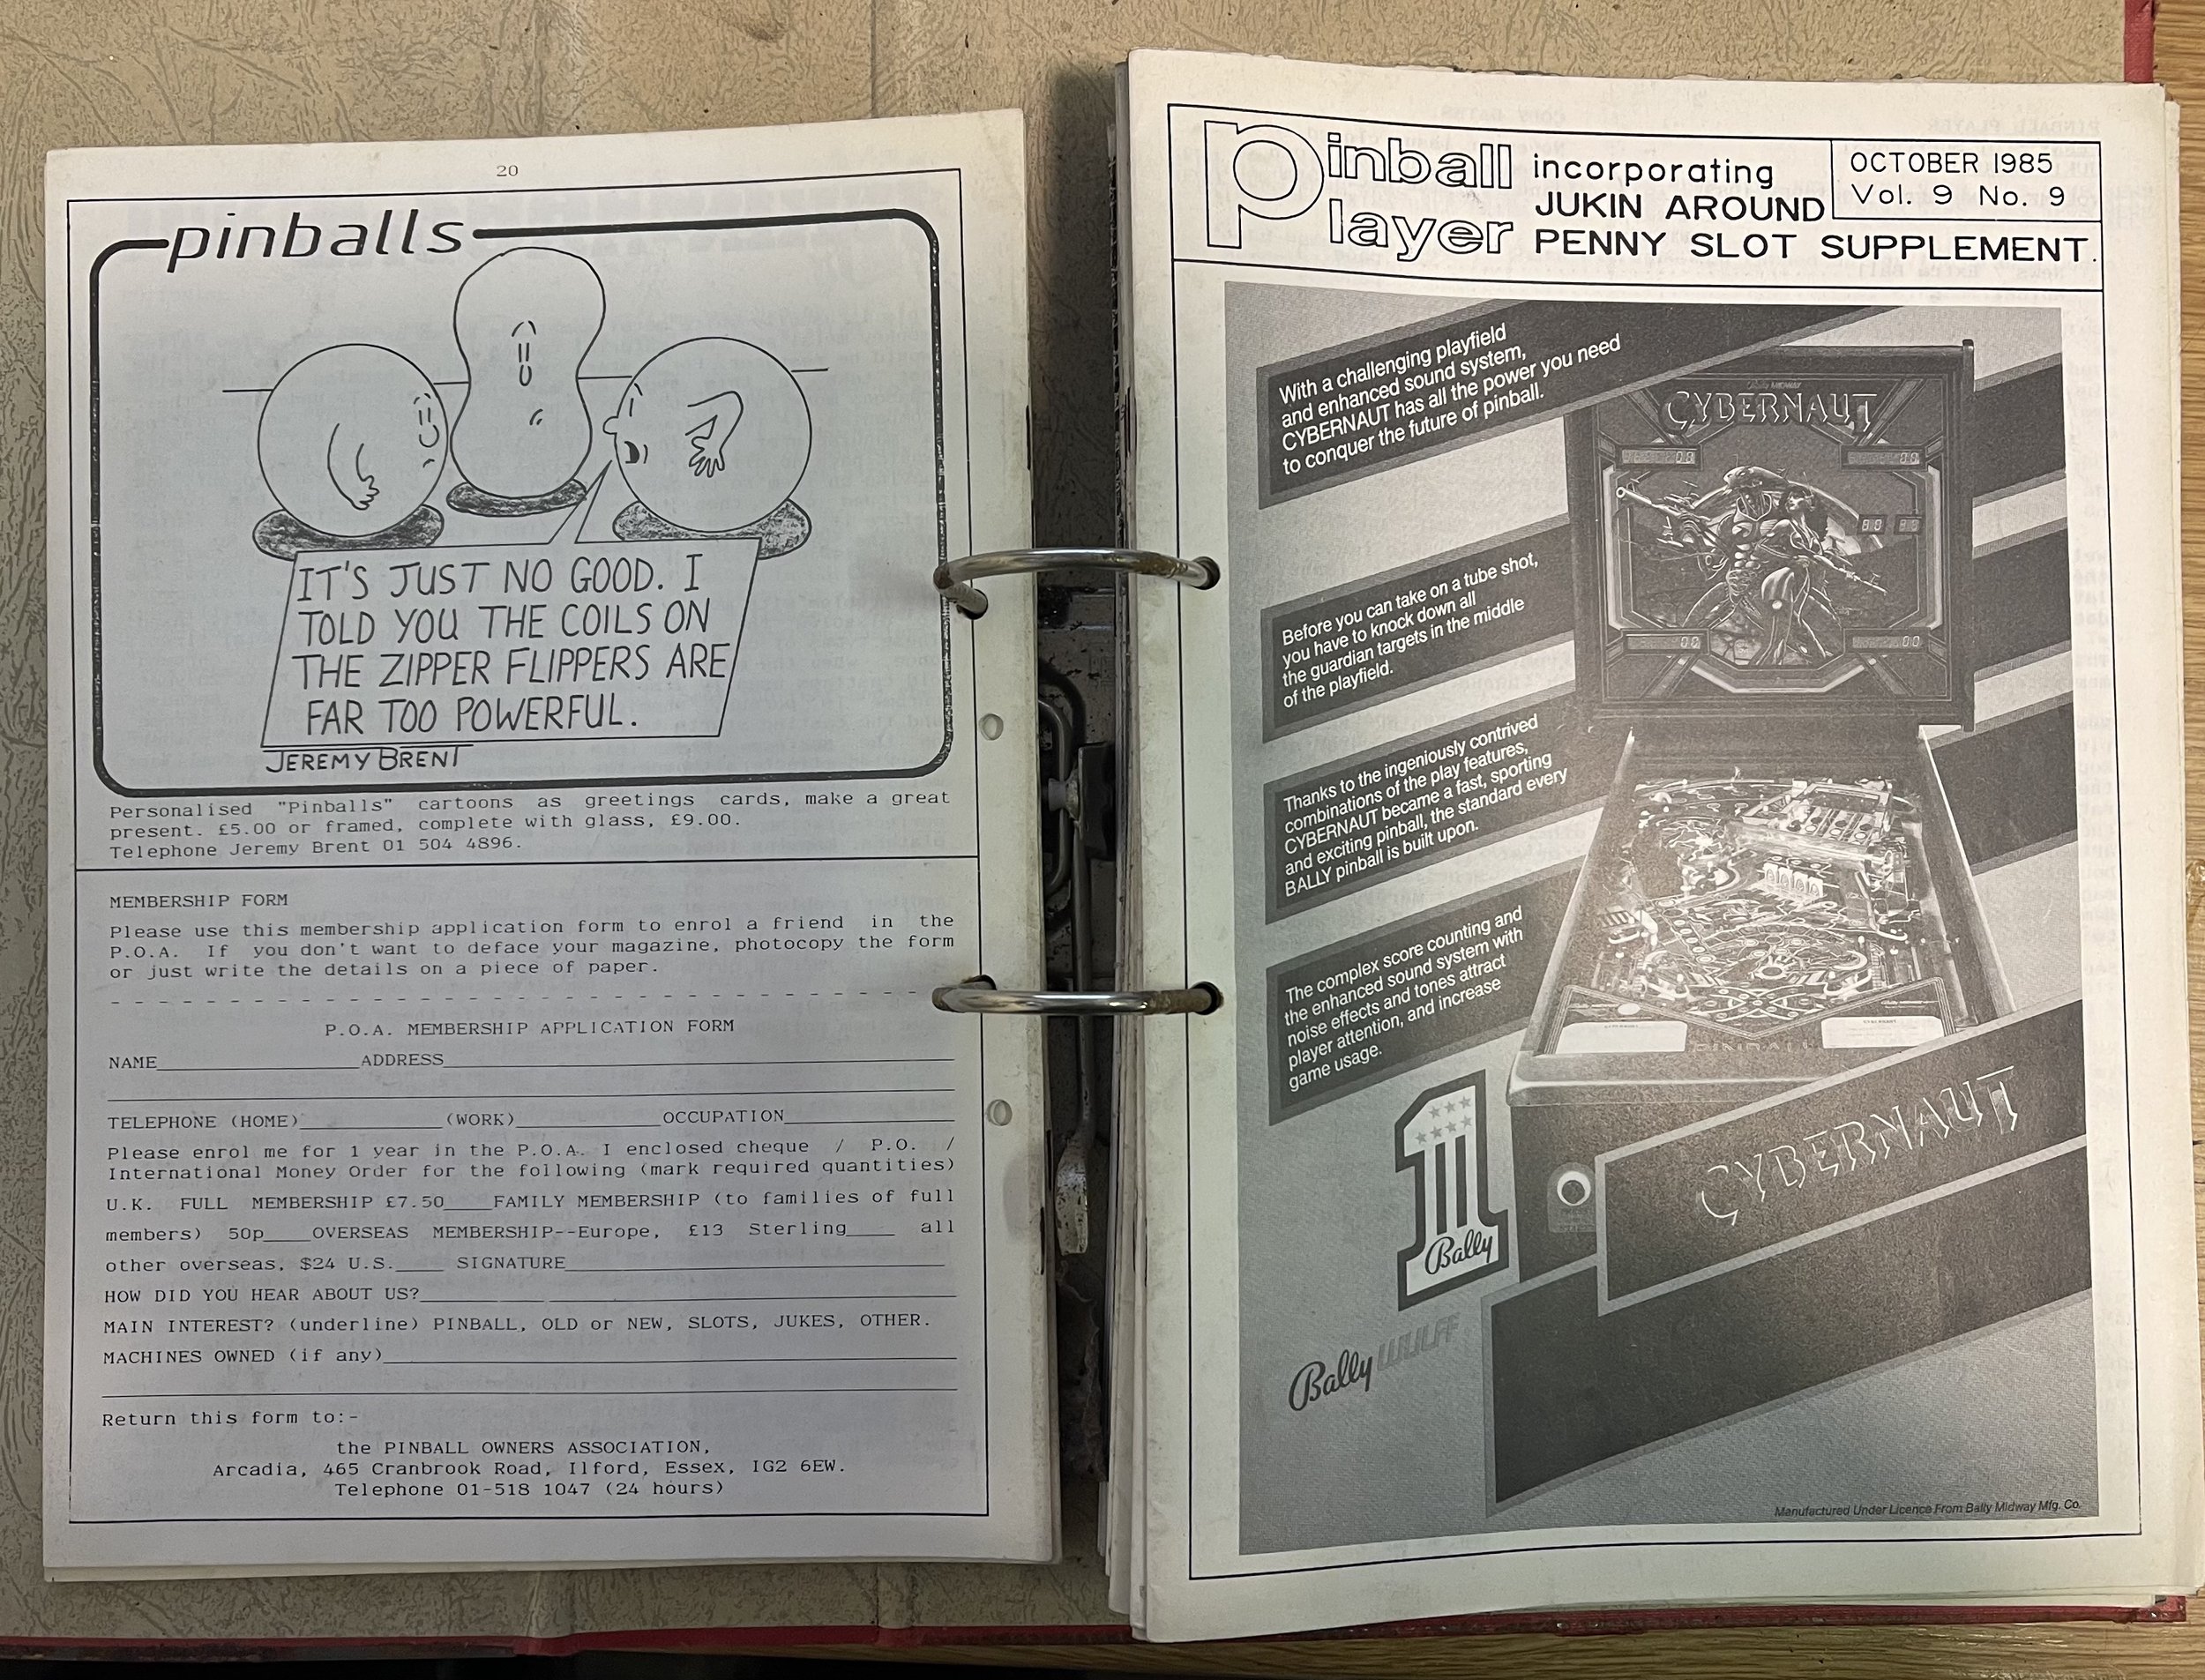 20
pinballs
IT'S JUST NO GOOD. I
TOLD YOU THE COILS ON
THE ZIPPER FLIPPERS ARE
FAR TOO POWERFUL.
JEREMY BRENT
Personalised "Pinballs" cartoons as greetings cards, make a great
present. £5.00 or framed, complete with glass, £9.00.
Telephone Jeremy Brent 01 504 4896.
MEMBERSHIP FORM
Please use this membership application form to enrol a friend in the
P.O.A. If you don't want to deface your magazine, photocopy the form
or just write the details on a piece of paper.
P.O.A. MEMBERSHIP APPLICATION FORM
NAME ADDRESS
TELEPHONE (HOME) (WORK) OCCUPATION
Please enrol me for 1 year in the P.O.A. I enclosed cheque / P.O. /
International Money Order for the following (mark required quantities)
U.K. FULL MEMBERSHIP £7.50____FAMILY MEMBERSHIP (to families of full
members) 50p____OVERSEAS MEMBERSHIP--Europe, £13 Sterling____ all
other overseas, $24 U.S.____ SIGNATURE
HOW DID YOU HEAR ABOUT US?
MAIN INTEREST? (underline) PINBALL, OLD or NEW, SLOTS, JUKES, OTHER.
MACHINES OWNED (if any)
Return this form to:-
the PINBALL OWNERS ASSOCIATION,
Arcadia, 465 Cranbrook Road, Ilford, Essex, IG2 6EW.
Telephone 01-518 1047 (24 hours)
pinball player
incorporating
JUKIN AROUND
PENNY SLOT SUPPLEMENT.
OCTOBER 1985
Vol. 9 No. 9
With a challenging playfield
and enhanced sound system,
CYBERNAUT has all the power you need
to conquer the future of pinball.
CYBERNAUT
Before you can take on a tube shot,
you have to knock down all
the guardian targets in the middle
of the playfield.
Thanks to the ingeniously contrived
combinations of the play features,
CYBERNAUT became a fast, sporting
and exciting pinball, the standard every
BALLY pinball is built upon.
The complex score counting and
the enhanced sound system with
noise effects and tones attract
player attention, and increase
game usage.
PINBALL
CYBERNAUT
1
Bally
Bally WULFF
Manufactured Under Licence From Bally Midway Mfg. Co.